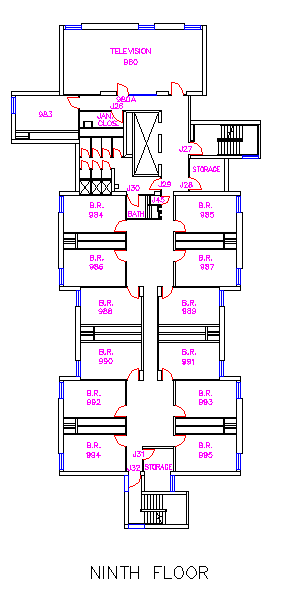 TELEVISION
980
980A
983
J26
JAN.
CLOS.
J27
STORAGE
J29
J28
J30
J43
BATH
B.R.
984
B.R.
985
B.R.
986
B.R.
987
B.R.
988
B.R.
989
B.R.
990
B.R.
991
B.R.
992
B.R.
993
B.R.
994
B.R.
995
J31
J32
STORAGE
NINTH FLOOR